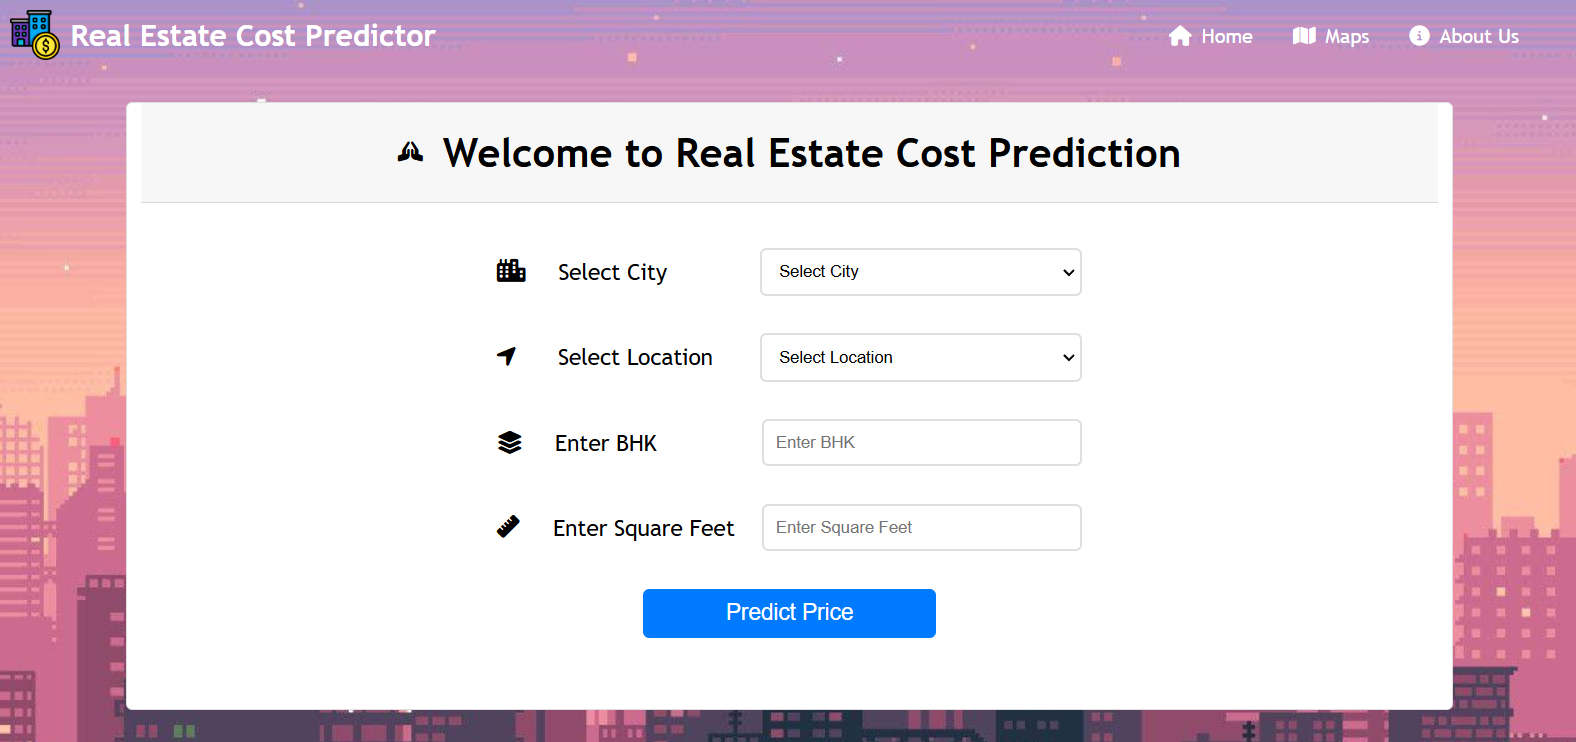 Real Estate Cost Predictor
Home
Maps
About Us
Welcome to Real Estate Cost Prediction
Select City
Select City
Select Location
Select Location
Enter BHK
Enter BHK
Enter Square Feet
Enter Square Feet
Predict Price